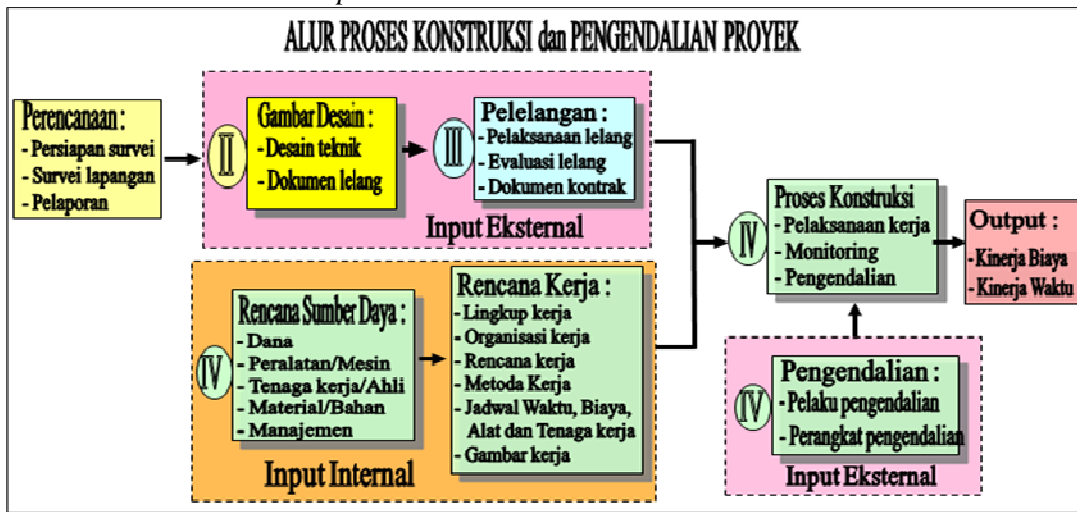 ALUR PROSES KONSTRUKSI dan PENGENDALIAN PROYEK
Perencanaan :
- Persiapan survei
- Survei lapangan
- Pelaporan
II
Gambar Desain :
- Desain teknik
- Dokumen lelang
III
Pelelangan :
- Pelaksanaan lelang
- Evaluasi lelang
- Dokumen kontrak
Input Eksternal
IV
Rencana Sumber Daya :
- Dana
- Peralatan/Mesin
- Tenaga kerja/Ahli
- Material/Bahan
- Manajemen
Rencana Kerja :
- Lingkup kerja
- Organisasi kerja
- Rencana kerja
- Metoda Kerja
- Jadwal Waktu, Biaya,
Alat dan Tenaga kerja
- Gambar kerja
Input Internal
IV
Proses Konstruksi
- Pelaksanaan kerja
- Monitoring
- Pengendalian
Output :
- Kinerja Biaya
- Kinerja Waktu
IV
Pengendalian :
- Pelaku pengendalian
- Perangkat pengendalian
Input Eksternal